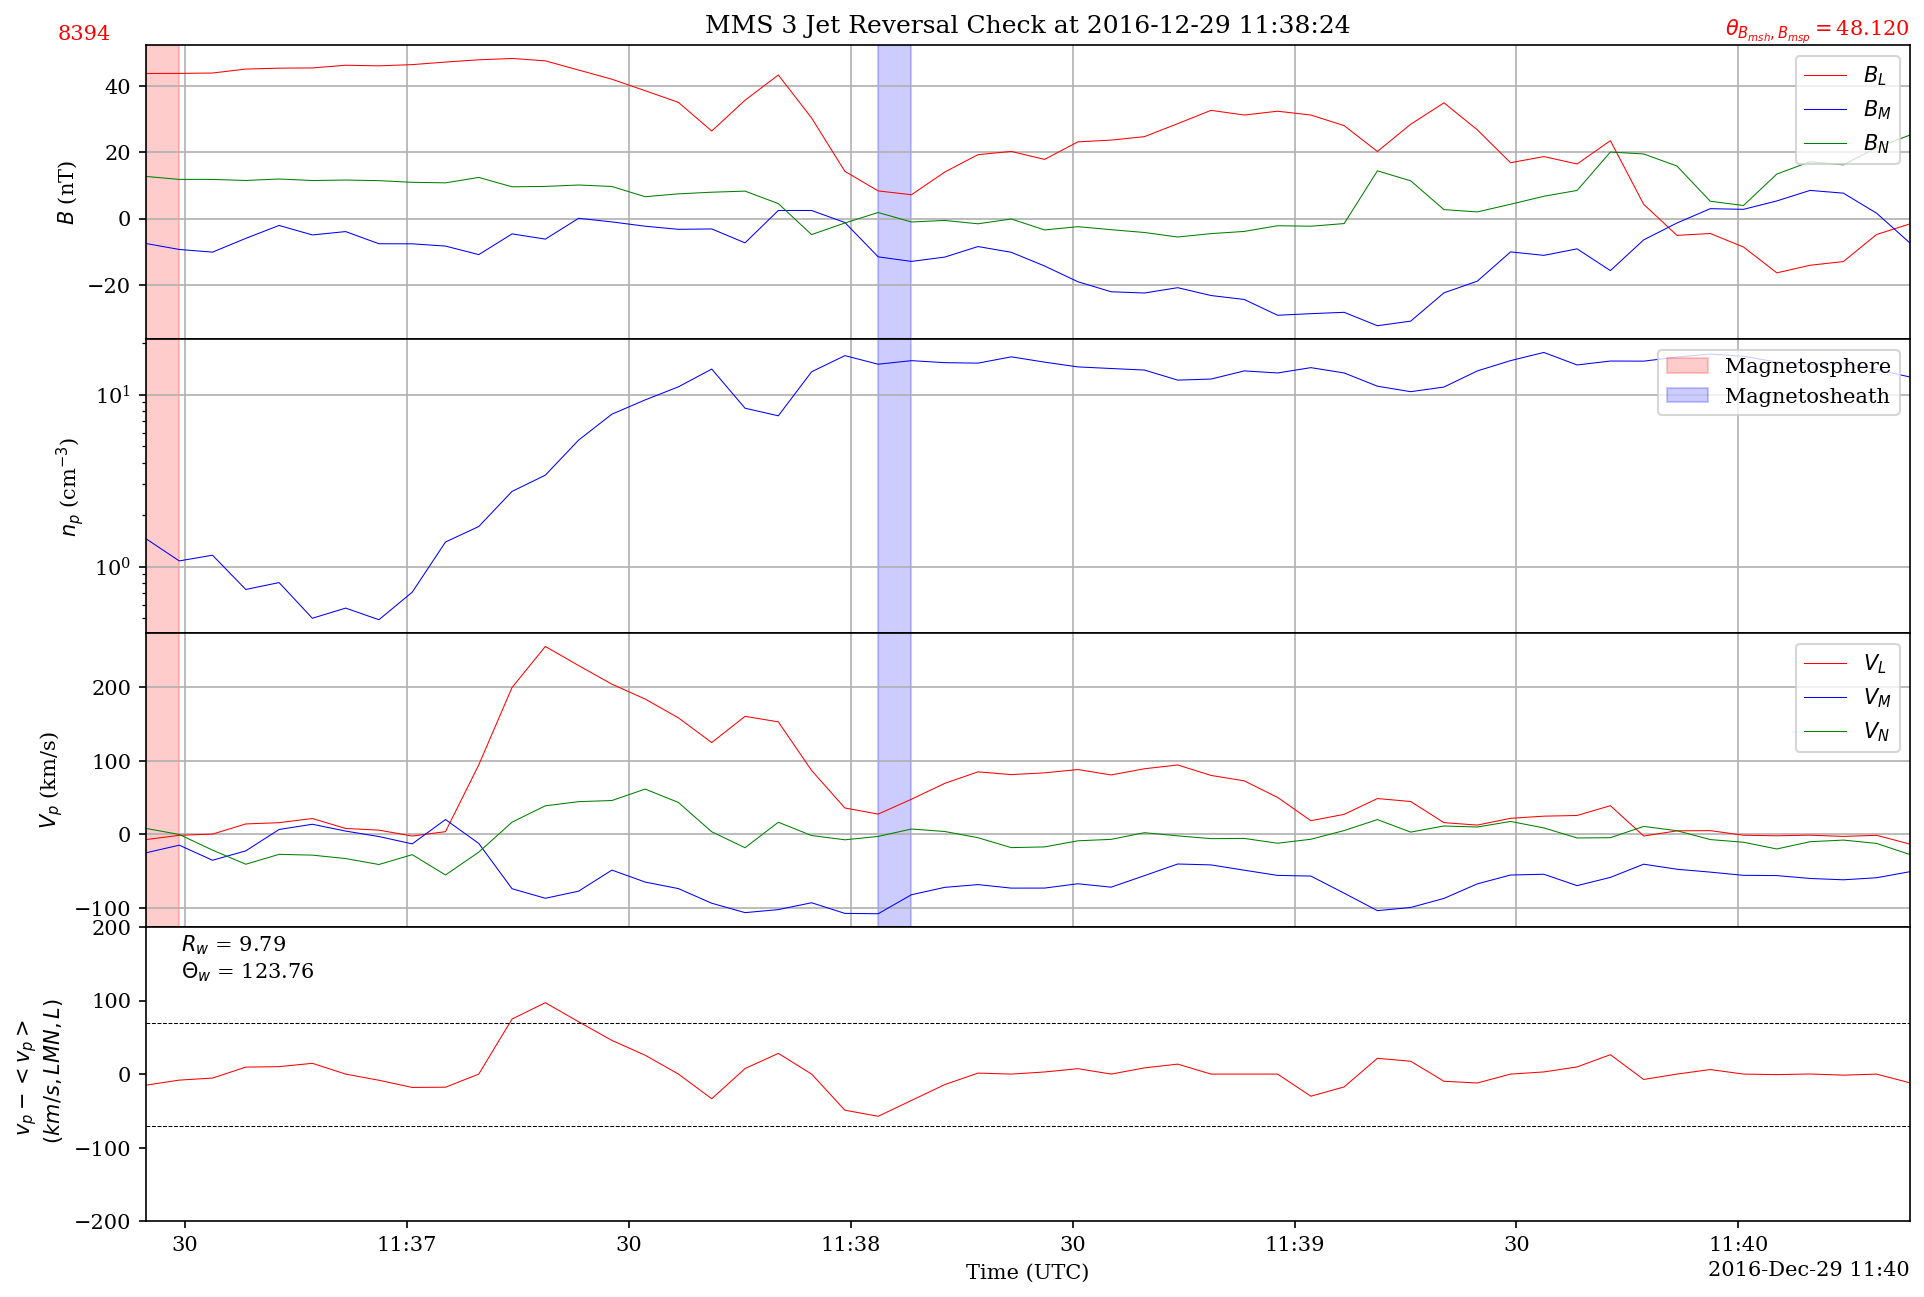 MMS 3 Jet Reversal Check at 2016-12-29 11:38:24
8394
θ_{B_{msh}, B_{msp}} = 48.120
40
20
0
−20
B (nT)
B_L
B_M
B_N
10^1
10^0
n_p (cm^{−3})
Magnetosphere
Magnetosheath
200
100
0
−100
V_p (km/s)
V_L
V_M
V_N
200
100
0
−100
−200
v_p − < v_p >
(km/s, LMN, L)
R_w = 9.79
Θ_w = 123.76
30
11:37
30
11:38
30
11:39
30
11:40
Time (UTC)
2016-Dec-29 11:40